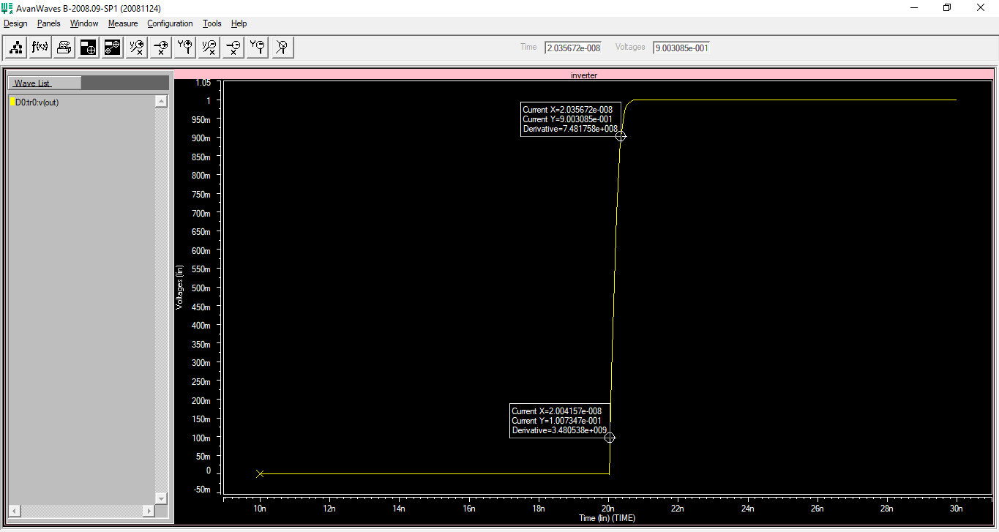 AvanWaves B-2008.09-SP1 (20081124)
Design Panels Window Measure Configuration Tools Help
f(x) Time 2.035672e-008 Voltages 9.003085e-001
Wave List
D0:tr0:v(out)
inverter
1.05
1
950m
900m
850m
800m
750m
700m
650m
600m
550m
500m
450m
400m
350m
300m
250m
200m
150m
100m
50m
0
-50m
Voltages (lin)
Current X=2.035672e-008
Current Y=9.003085e-001
Derivative=7.481758e+008
Current X=2.004157e-008
Current Y=1.007347e-001
Derivative=3.480538e+009
10n 12n 14n 16n 18n 20n 22n 24n 26n 28n 30n
Time (lin) (TIME)